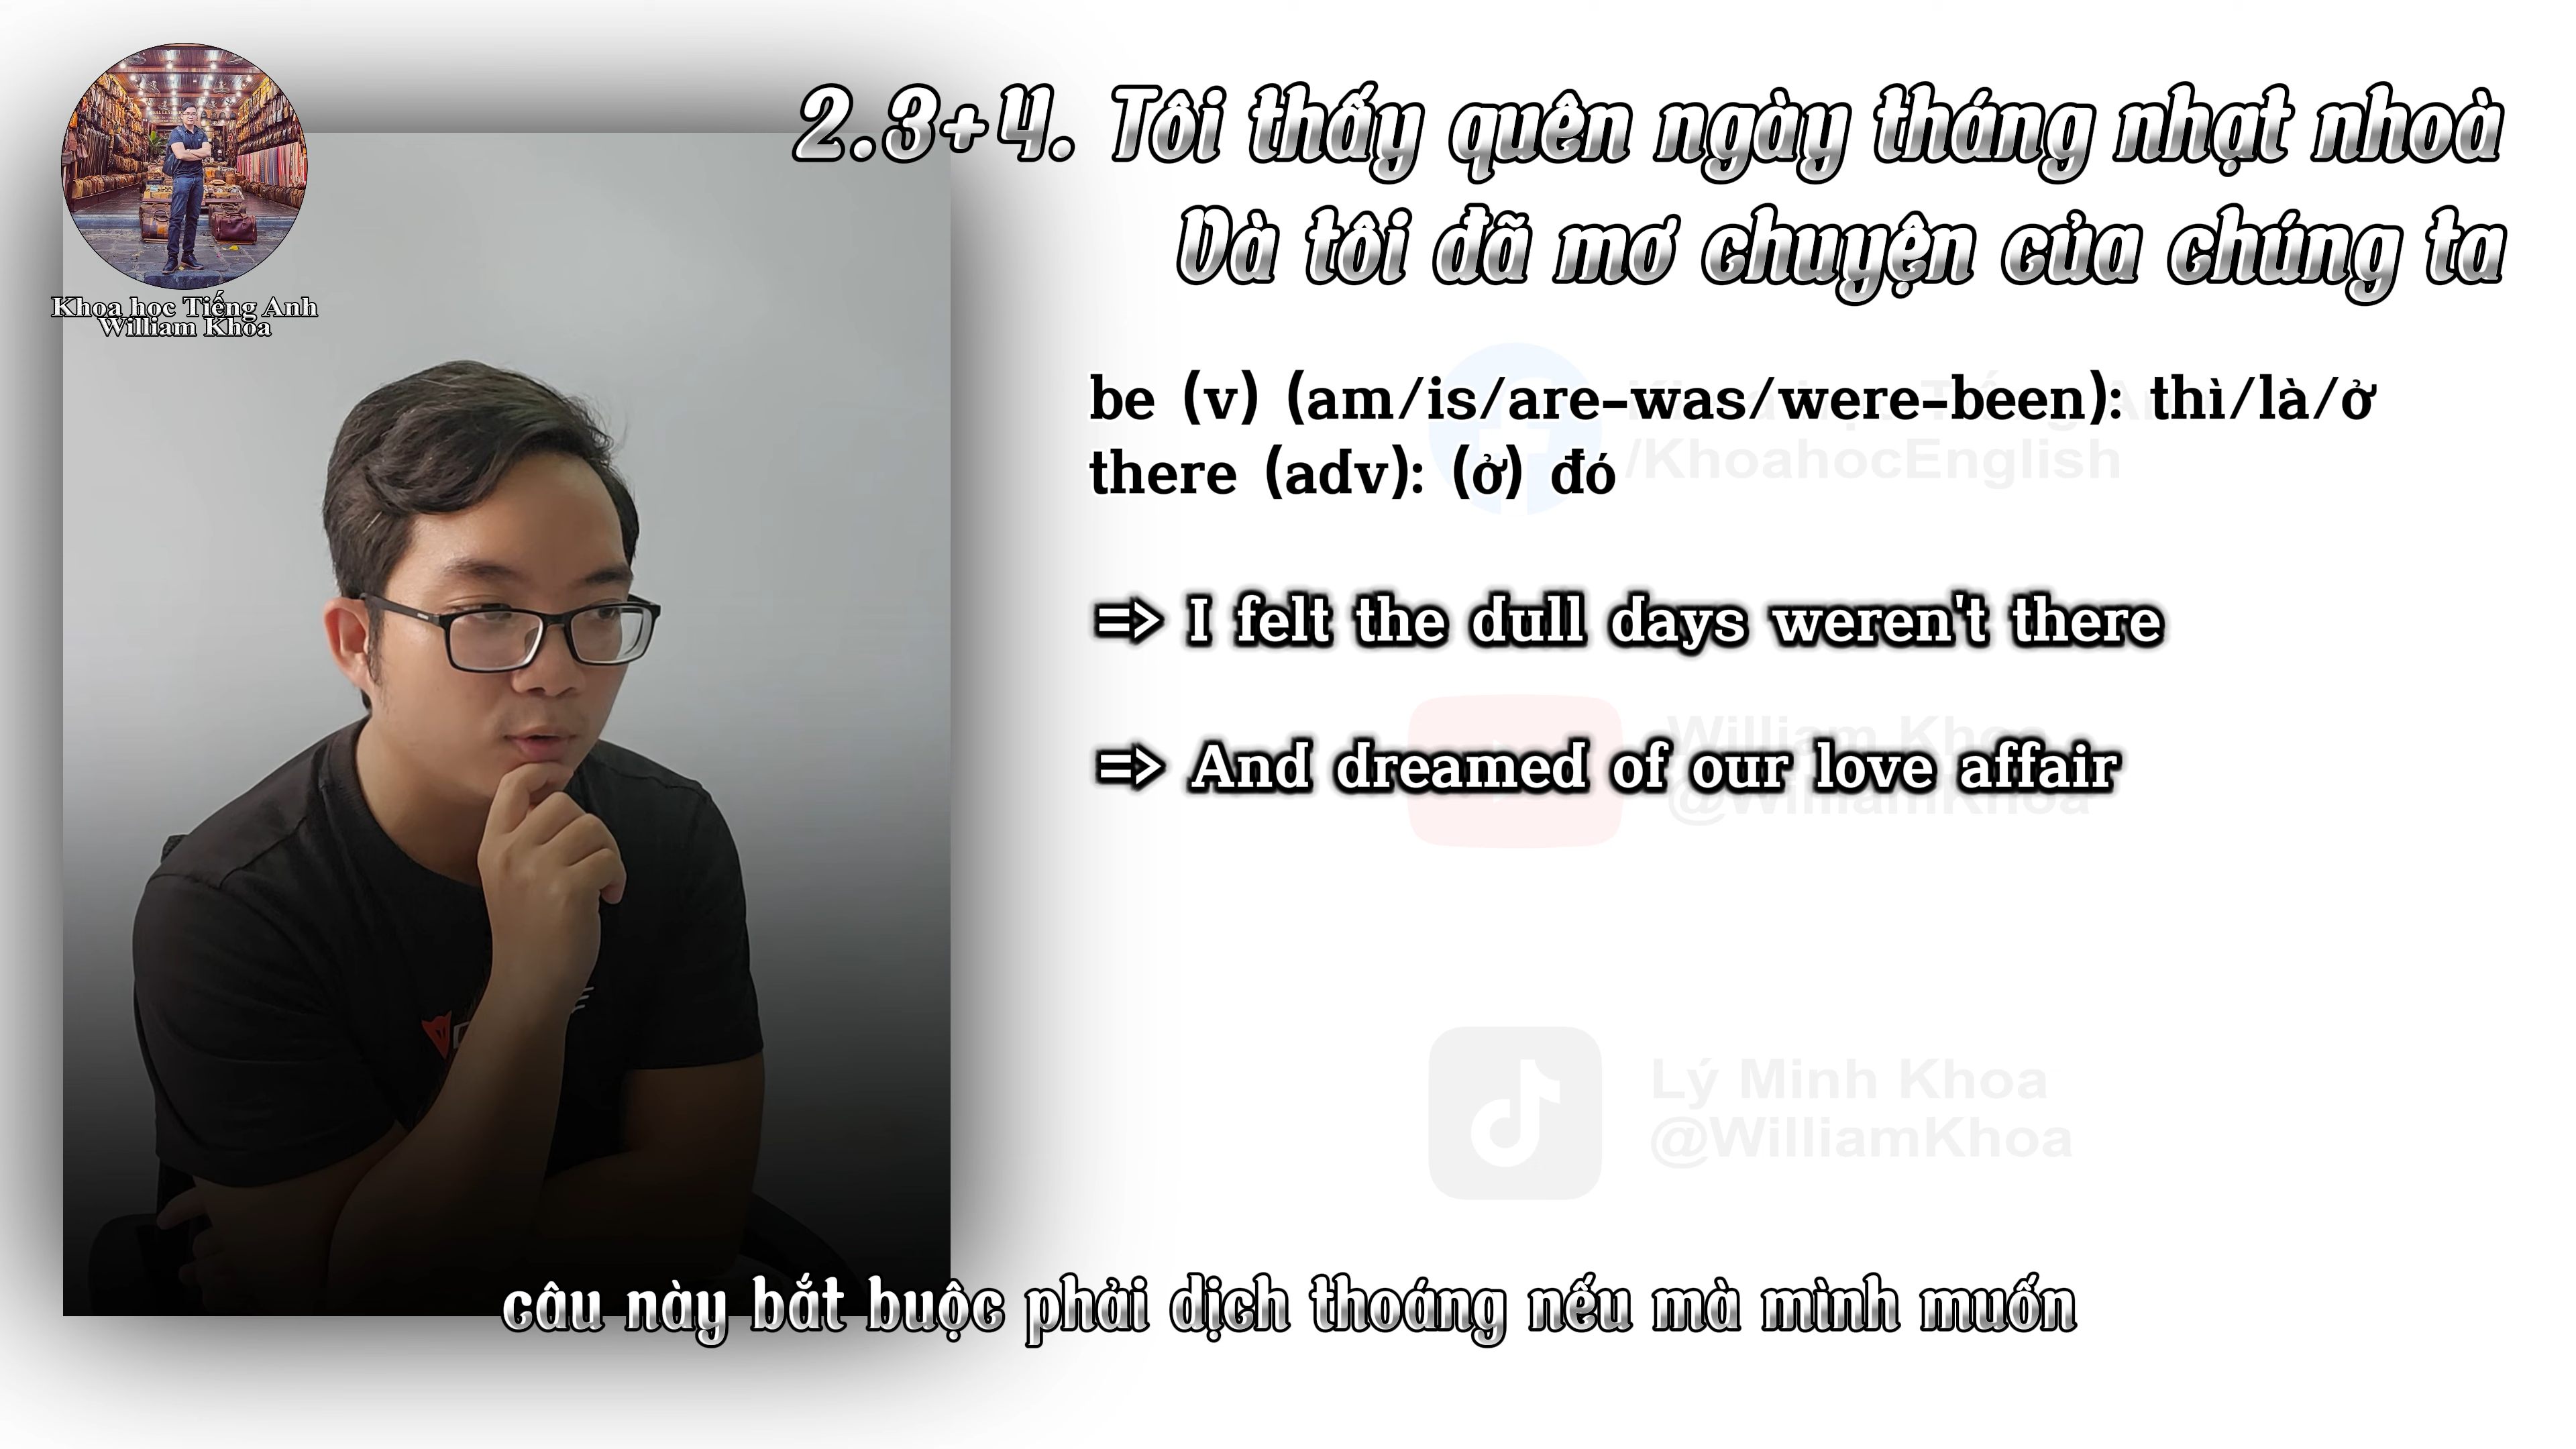 2.3+4. Tôi thấy quên ngày tháng nhạt nhoà
Và tôi đã mơ chuyện của chúng ta
Khoa học Tiếng Anh
William Khoa
be (v) (am/is/are-was/were-been): thì/là/ở
there (adv): (ở) đó
/KhoahocEnglish
=> I felt the dull days weren't there
William Khoa
=> And dreamed of our love affair
@WilliamKhoa
Lý Minh Khoa
@WilliamKhoa
câu này bắt buộc phải dịch thoáng nếu mà mình muốn